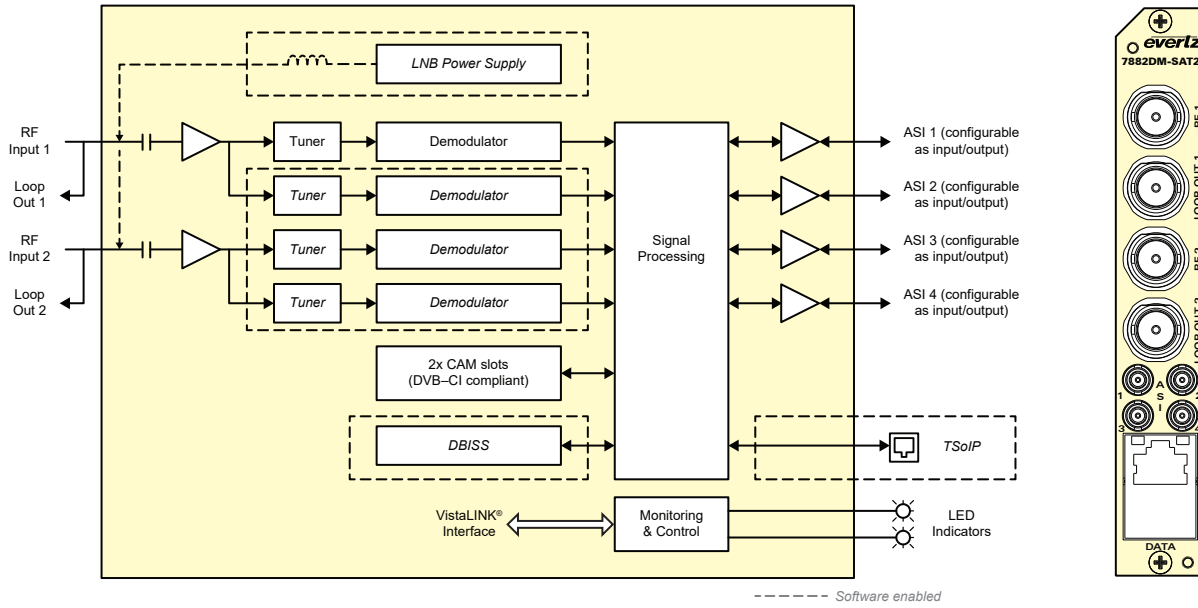 LNB Power Supply
RF
Input 1
Tuner
Demodulator
ASI 1 (configurable
as input/output)
Loop
Out 1
Tuner
Demodulator
ASI 2 (configurable
as input/output)
RF
Input 2
Tuner
Demodulator
Signal
Processing
ASI 3 (configurable
as input/output)
Loop
Out 2
Tuner
Demodulator
ASI 4 (configurable
as input/output)
2x CAM slots
(DVB–CI compliant)
DBISS
TSoIP
VistaLINK®
Interface
Monitoring
& Control
LED
Indicators
Software enabled
evertz
7882DM-SAT2
RF 1
LOOP OUT 1
RF 2
LOOP OUT 2
ASI
1
2
3
4
DATA